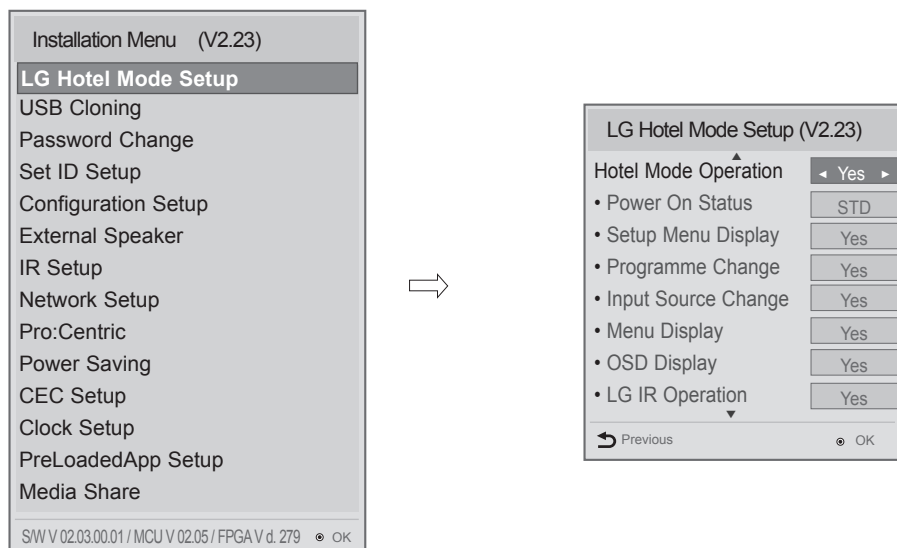 Installation Menu (V2.23)
LG Hotel Mode Setup
USB Cloning
Password Change
Set ID Setup
Configuration Setup
External Speaker
IR Setup
Network Setup
Pro:Centric
Power Saving
CEC Setup
Clock Setup
PreLoadedApp Setup
Media Share
S/W V 02.03.00.01 / MCU V 02.05 / FPGA V d. 279 ◉ OK
LG Hotel Mode Setup (V2.23)
Hotel Mode Operation ◄ Yes ►
• Power On Status STD
• Setup Menu Display Yes
• Programme Change Yes
• Input Source Change Yes
• Menu Display Yes
• OSD Display Yes
• LG IR Operation Yes
Previous ◉ OK